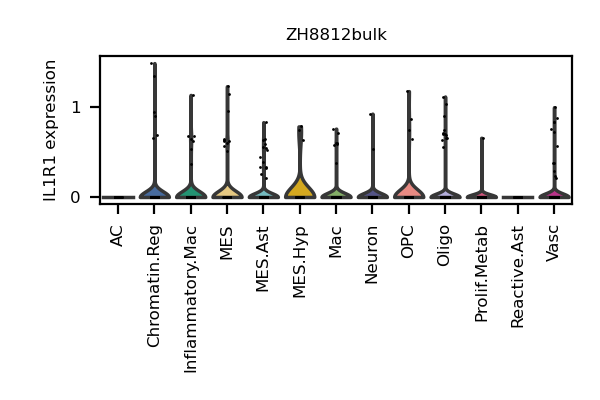 ZH8812bulk
IL1R1 expression
1
0
AC
Chromatin.Reg
Inflammatory.Mac
MES
MES.Ast
MES.Hyp
Mac
Neuron
OPC
Oligo
Prolif.Metab
Reactive.Ast
Vasc